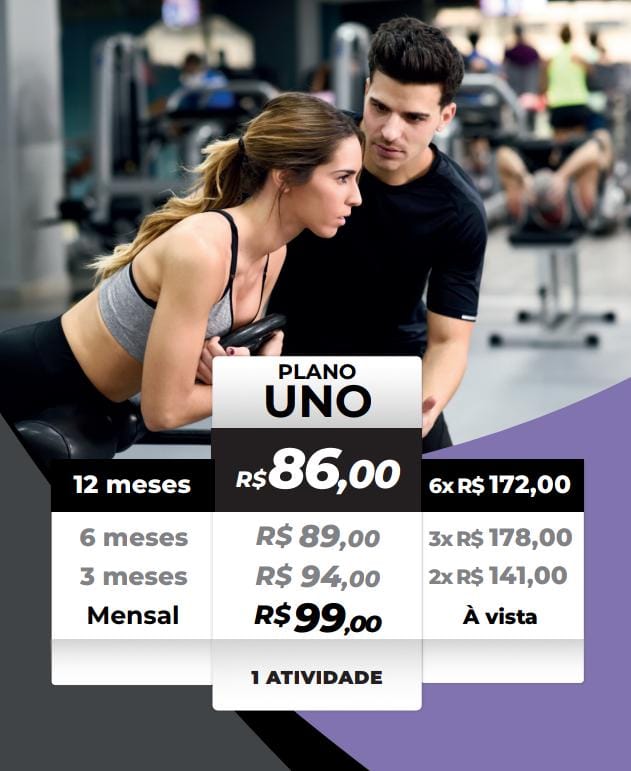 PLANO
UNO
12 meses R$86,00 6x R$ 172,00
6 meses R$ 89,00 3x R$ 178,00
3 meses R$ 94,00 2x R$ 141,00
Mensal R$99,00 À vista
1 ATIVIDADE